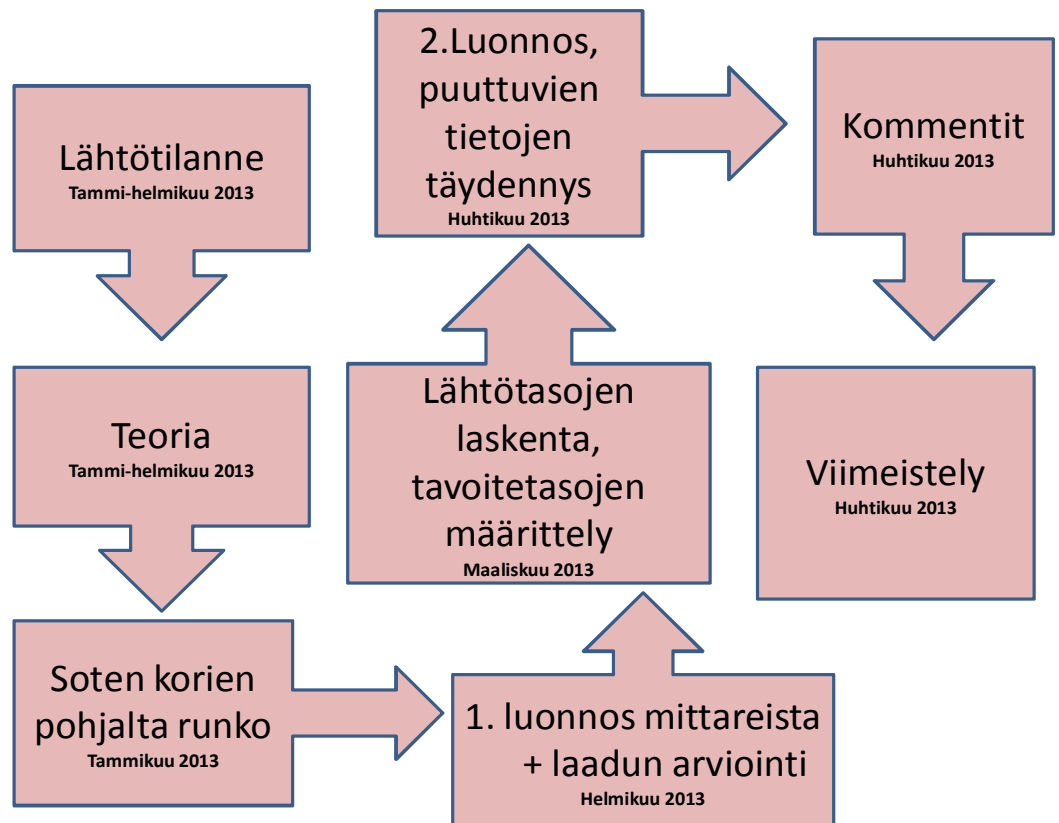 Lähtötilanne
Tammi-helmikuu 2013
Teoria
Tammi-helmikuu 2013
Soten korien
pohjalta runko
Tammikuu 2013
1. luonnos mittareista
+ laadun arviointi
Helmikuu 2013
Lähtötasojen
laskenta,
tavoitetasojen
määrittely
Maaliskuu 2013
2.Luonnos,
puuttuvien
tietojen
täydennys
Huhtikuu 2013
Kommentit
Huhtikuu 2013
Viimeistely
Huhtikuu 2013